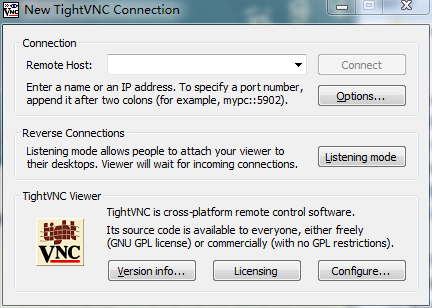 New TightVNC Connection
Connection
Remote Host:
Connect
Enter a name or an IP address. To specify a port number,
append it after two colons (for example, mypc::5902).
Options...
Reverse Connections
Listening mode allows people to attach your viewer to
their desktops. Viewer will wait for incoming connections.
Listening mode
TightVNC Viewer
TightVNC is cross-platform remote control software.
Its source code is available to everyone, either freely
(GNU GPL license) or commercially (with no GPL restrictions).
tight
VNC
Version info...
Licensing
Configure...